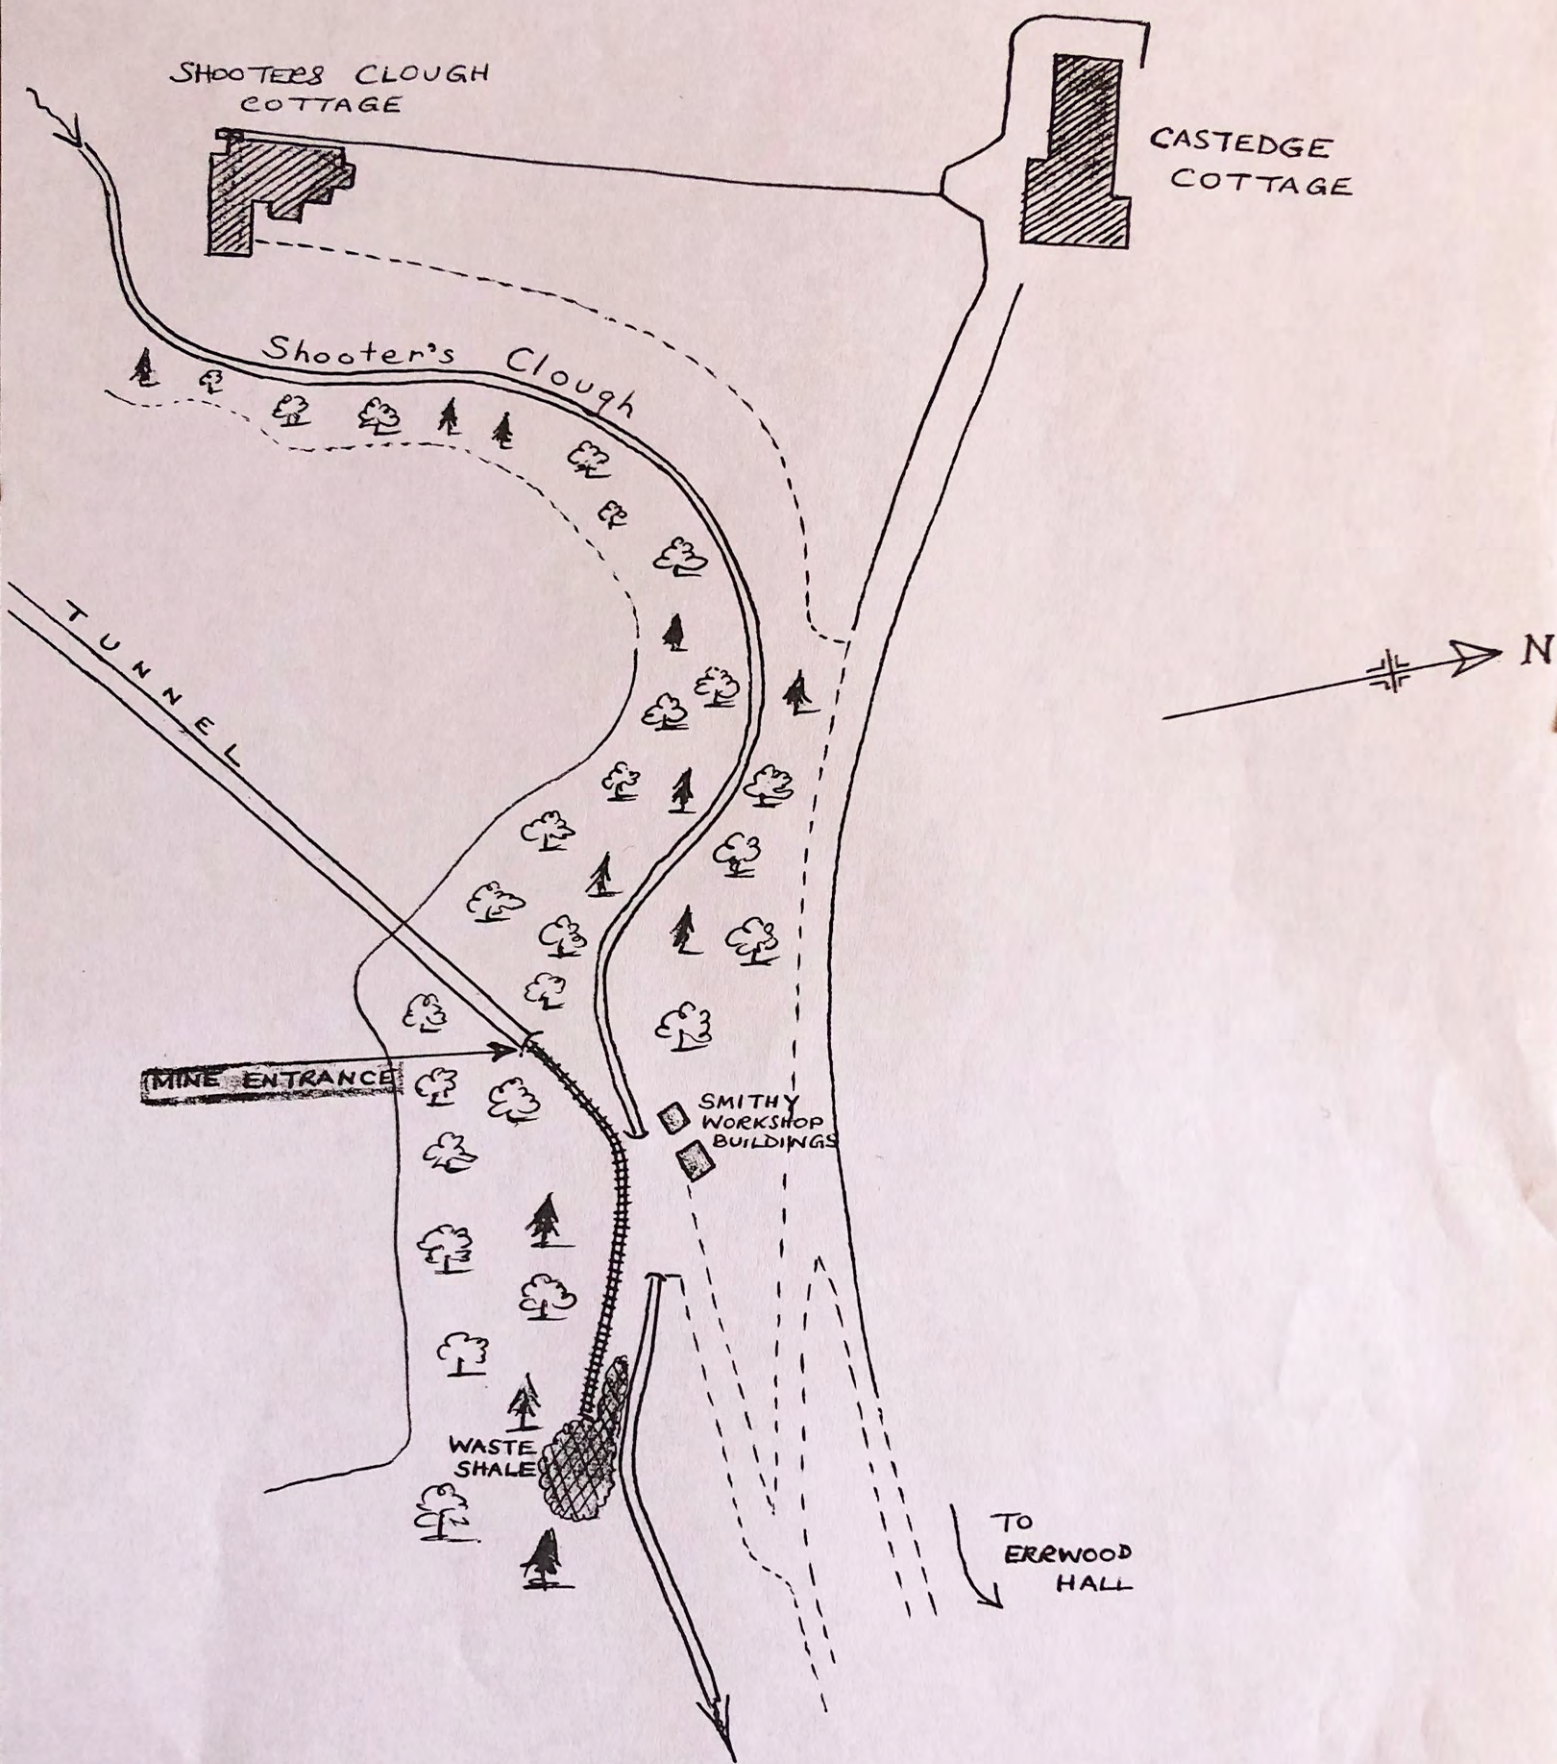 SHOOTERS CLOUGH
COTTAGE
CASTEDGE
COTTAGE
Shooter's Clough
TUNNEL
N
MINE ENTRANCE
SMITHY
WORKSHOP
BUILDINGS
WASTE
SHALE
TO
ERRWOOD
HALL